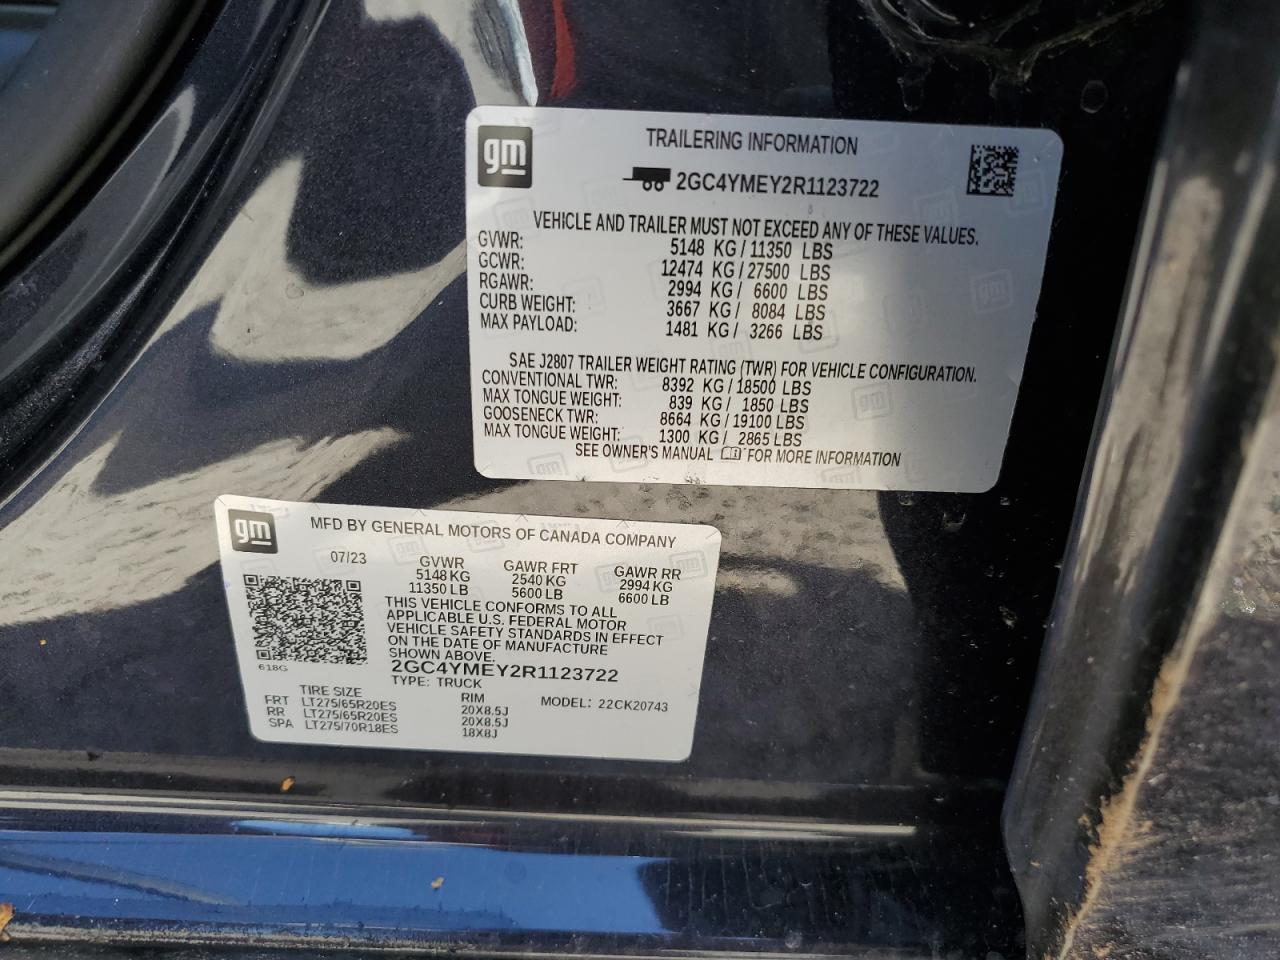 gm
TRAILERING INFORMATION
2GC4YMEY2R1123722
VEHICLE AND TRAILER MUST NOT EXCEED ANY OF THESE VALUES.
GVWR: 5148 KG / 11350 LBS
GCWR: 12474 KG / 27500 LBS
RGAWR: 2994 KG / 6600 LBS
CURB WEIGHT: 3667 KG / 8084 LBS
MAX PAYLOAD: 1481 KG / 3266 LBS
SAE J2807 TRAILER WEIGHT RATING (TWR) FOR VEHICLE CONFIGURATION.
CONVENTIONAL TWR: 8392 KG / 18500 LBS
MAX TONGUE WEIGHT: 839 KG / 1850 LBS
GOOSENECK TWR: 8664 KG / 19100 LBS
MAX TONGUE WEIGHT: 1300 KG / 2865 LBS
SEE OWNER'S MANUAL FOR MORE INFORMATION
gm
MFD BY GENERAL MOTORS OF CANADA COMPANY
07/23 GVWR GAWR FRT GAWR RR
5148 KG 2540 KG 2994 KG
11350 LB 5600 LB 6600 LB
THIS VEHICLE CONFORMS TO ALL
APPLICABLE U.S. FEDERAL MOTOR
VEHICLE SAFETY STANDARDS IN EFFECT
ON THE DATE OF MANUFACTURE
SHOWN ABOVE.
618G
2GC4YMEY2R1123722
TYPE: TRUCK
MODEL: 22CK20743
TIRE SIZE RIM
FRT LT275/65R20ES 20X8.5J
RR LT275/65R20ES 20X8.5J
SPA LT275/70R18ES 18X8J